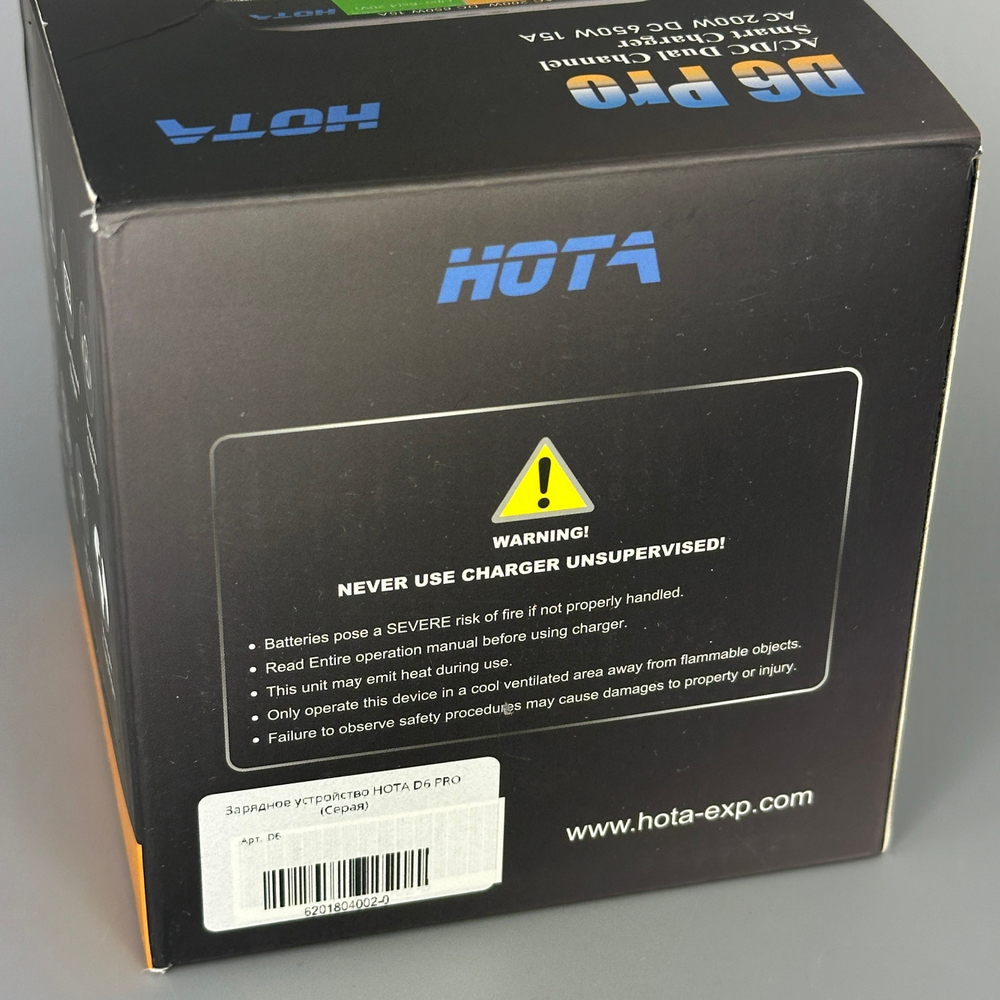 D6 Pro
AC/DC Dual Channel
Smart Charger
AC 200W DC 650W 15A
HOTA
HOTA
WARNING!
NEVER USE CHARGER UNSUPERVISED!
• Batteries pose a SEVERE risk of fire if not properly handled.
• Read Entire operation manual before using charger.
• This unit may emit heat during use.
• Only operate this device in a cool ventilated area away from flammable objects.
• Failure to observe safety procedures may cause damages to property or injury.
Зарядное устройство HOTA D6 PRO
(Серая)
Арт. D6
6201804002-0
www.hota-exp.com